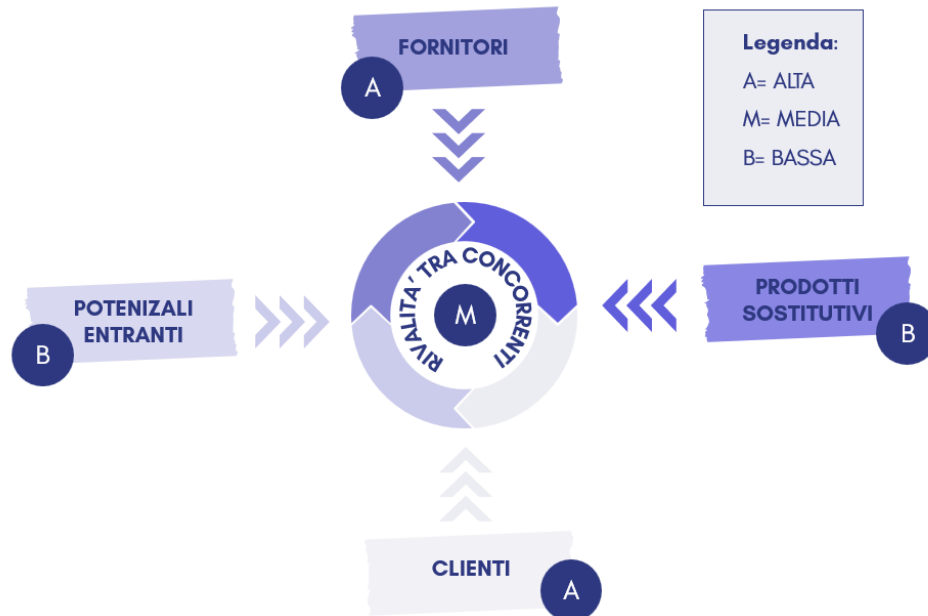 FORNITORI
A
Legenda:
A= ALTA
M= MEDIA
B= BASSA
POTENIZALI
ENTRANTI
B
RIVALITA' TRA CONCORRENTI
M
PRODOTTI
SOSTITUTIVI
B
CLIENTI
A